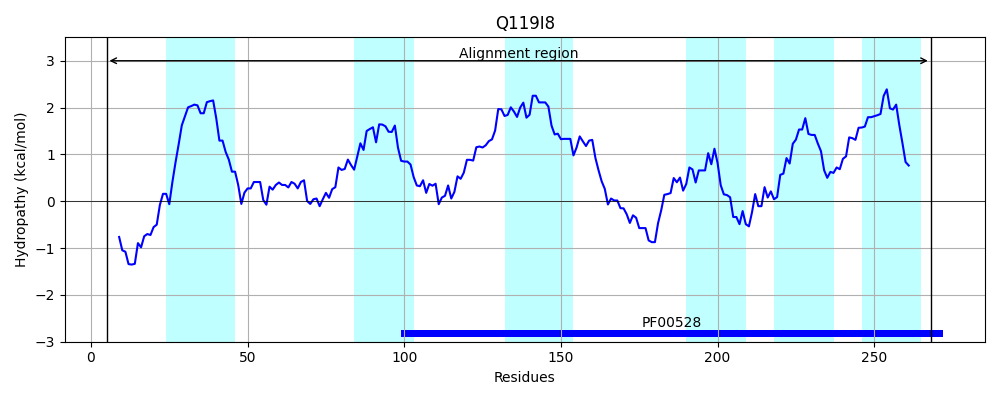 Q119I8
Alignment region
3
2
1
0
−1
−2
−3
Hydropathy (kcal/mol)
PF00528
0
50
100
150
200
250
Residues